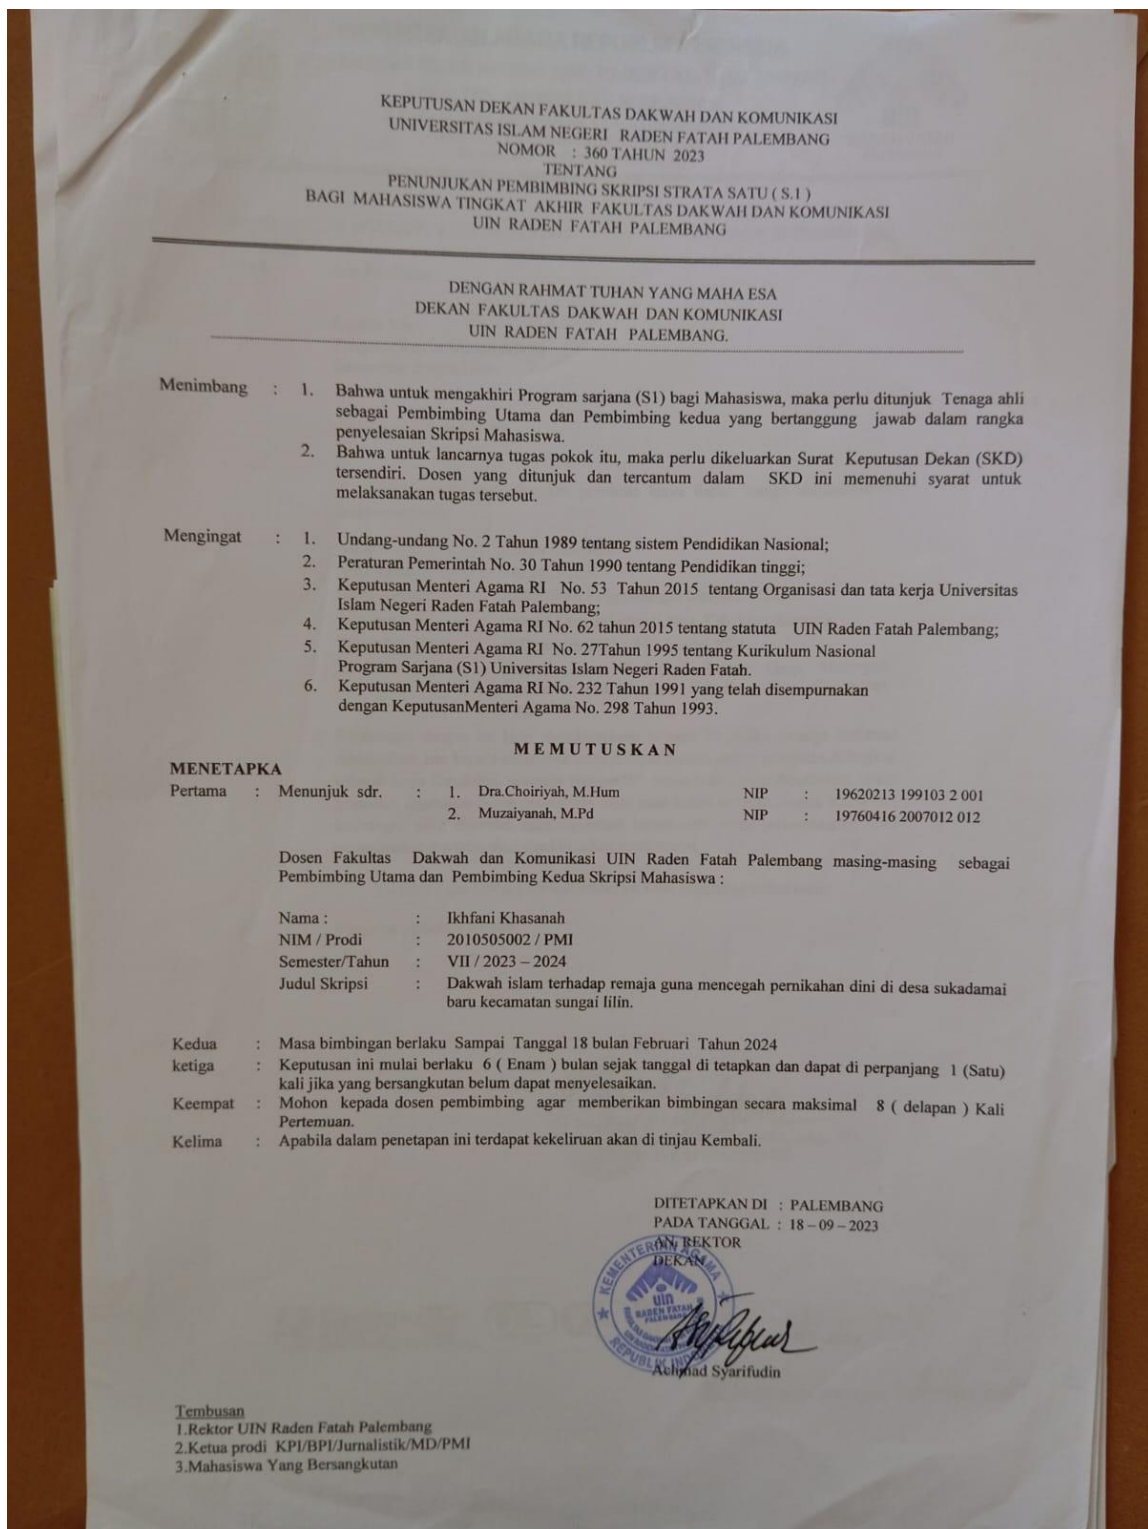 KEPUTUSAN DEKAN FAKULTAS DAKWAH DAN KOMUNIKASI
UNIVERSITAS ISLAM NEGERI RADEN FATAH PALEMBANG
NOMOR : 360 TAHUN 2023
TENTANG
PENUNJUKAN PEMBIMBING SKRIPSI STRATA SATU ( S.1 )
BAGI MAHASISWA TINGKAT AKHIR FAKULTAS DAKWAH DAN KOMUNIKASI
UIN RADEN FATAH PALEMBANG
DENGAN RAHMAT TUHAN YANG MAHA ESA
DEKAN FAKULTAS DAKWAH DAN KOMUNIKASI
UIN RADEN FATAH PALEMBANG.
Menimbang : 1. Bahwa untuk mengakhiri Program sarjana (S1) bagi Mahasiswa, maka perlu ditunjuk Tenaga ahli
sebagai Pembimbing Utama dan Pembimbing kedua yang bertanggung jawab dalam rangka
penyelesaian Skripsi Mahasiswa.
2. Bahwa untuk lancarnya tugas pokok itu, maka perlu dikeluarkan Surat Keputusan Dekan (SKD)
tersendiri. Dosen yang ditunjuk dan tercantum dalam SKD ini memenuhi syarat untuk
melaksanakan tugas tersebut.
Mengingat : 1. Undang-undang No. 2 Tahun 1989 tentang sistem Pendidikan Nasional;
2. Peraturan Pemerintah No. 30 Tahun 1990 tentang Pendidikan tinggi;
3. Keputusan Menteri Agama RI No. 53 Tahun 2015 tentang Organisasi dan tata kerja Universitas
Islam Negeri Raden Fatah Palembang;
4. Keputusan Menteri Agama RI No. 62 tahun 2015 tentang statuta UIN Raden Fatah Palembang;
5. Keputusan Menteri Agama RI No. 27Tahun 1995 tentang Kurikulum Nasional
Program Sarjana (S1) Universitas Islam Negeri Raden Fatah.
6. Keputusan Menteri Agama RI No. 232 Tahun 1991 yang telah disempurnakan
dengan KeputusanMenteri Agama No. 298 Tahun 1993.
M E M U T U S K A N
MENETAPKA
Pertama : Menunjuk sdr. : 1. Dra.Choiriyah, M.Hum NIP : 19620213 199103 2 001
2. Muzaiyanah, M.Pd NIP : 19760416 2007012 012
Dosen Fakultas Dakwah dan Komunikasi UIN Raden Fatah Palembang masing-masing sebagai
Pembimbing Utama dan Pembimbing Kedua Skripsi Mahasiswa :
Nama : : Ikhfani Khasanah
NIM / Prodi : 2010505002 / PMI
Semester/Tahun : VII / 2023 – 2024
Judul Skripsi : Dakwah islam terhadap remaja guna mencegah pernikahan dini di desa sukadamai
baru kecamatan sungai lilin.
Kedua : Masa bimbingan berlaku Sampai Tanggal 18 bulan Februari Tahun 2024
ketiga : Keputusan ini mulai berlaku 6 ( Enam ) bulan sejak tanggal di tetapkan dan dapat di perpanjang 1 (Satu)
kali jika yang bersangkutan belum dapat menyelesaikan.
Keempat : Mohon kepada dosen pembimbing agar memberikan bimbingan secara maksimal 8 ( delapan ) Kali
Pertemuan.
Kelima : Apabila dalam penetapan ini terdapat kekeliruan akan di tinjau Kembali.
DITETAPKAN DI : PALEMBANG
PADA TANGGAL : 18 – 09 – 2023
AN. REKTOR
DEKAN
KEMENTERIAN AGAMA
uin
RADEN FATAH
PALEMBANG
REPUBLIK INDO
Achmad Syarifudin
Tembusan
1.Rektor UIN Raden Fatah Palembang
2.Ketua prodi KPI/BPI/Jurnalistik/MD/PMI
3.Mahasiswa Yang Bersangkutan